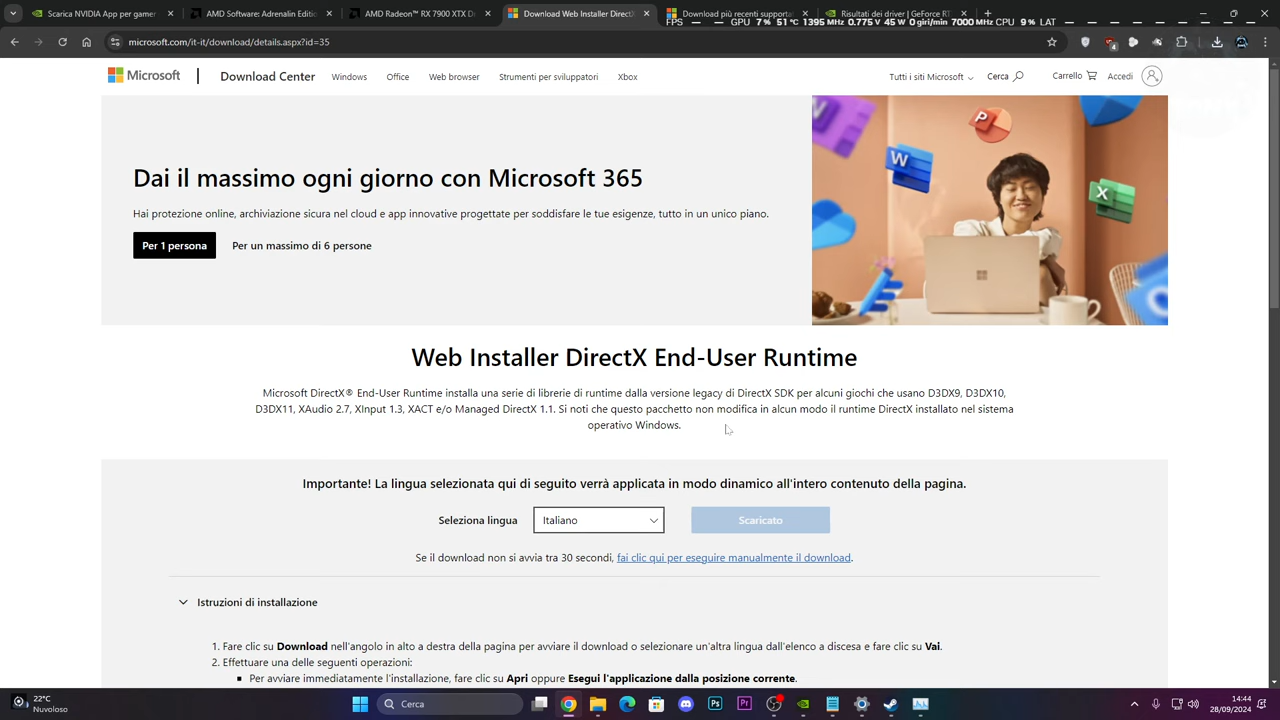 Scarica NVIDIA App per gamer
AMD Software: Adrenalin Editio
AMD Radeon™ RX 7900 XTX Dr
Download Web Installer DirectX
Download più recenti supportat
Risultati dei driver | GeForce RT
FPS — — GPU 7 % 51 °C 1395 MHz 0.775 V 45 W 0 giri/min 7000 MHz CPU 9 % LAT
microsoft.com/it-it/download/details.aspx?id=35
4
Microsoft
Download Center
Windows
Office
Web browser
Strumenti per sviluppatori
Xbox
Tutti i siti Microsoft
Cerca
Carrello
Accedi
Dai il massimo ogni giorno con Microsoft 365
Hai protezione online, archiviazione sicura nel cloud e app innovative progettate per soddisfare le tue esigenze, tutto in un unico piano.
Per 1 persona
Per un massimo di 6 persone
W
P
X
Web Installer DirectX End-User Runtime
Microsoft DirectX® End-User Runtime installa una serie di librerie di runtime dalla versione legacy di DirectX SDK per alcuni giochi che usano D3DX9, D3DX10,
D3DX11, XAudio 2.7, XInput 1.3, XACT e/o Managed DirectX 1.1. Si noti che questo pacchetto non modifica in alcun modo il runtime DirectX installato nel sistema
operativo Windows.
Importante! La lingua selezionata qui di seguito verrà applicata in modo dinamico all'intero contenuto della pagina.
Seleziona lingua
Italiano
Scaricato
Se il download non si avvia tra 30 secondi, fai clic qui per eseguire manualmente il download.
Istruzioni di installazione
1. Fare clic su Download nell'angolo in alto a destra della pagina per avviare il download o selezionare un'altra lingua dall'elenco a discesa e fare clic su Vai.
2. Effettuare una delle seguenti operazioni:
Per avviare immediatamente l'installazione, fare clic su Apri oppure Esegui l'applicazione dalla posizione corrente.
22°C
Nuvoloso
Cerca
Ps
Pr
14:44
28/09/2024